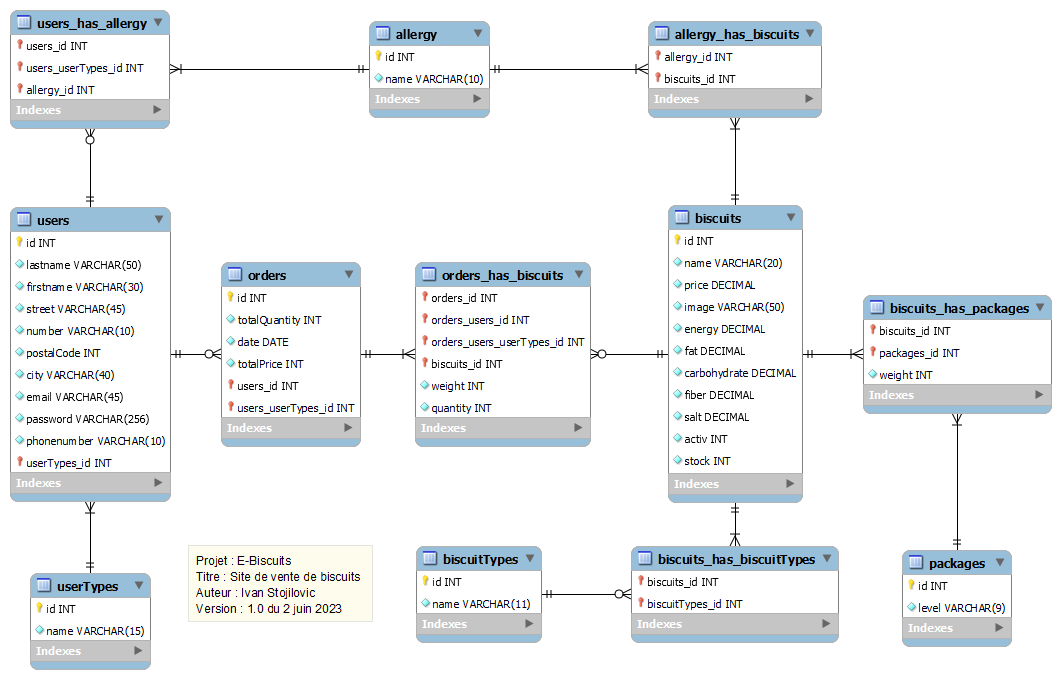 users_has_allergy
users_id INT
users_userTypes_id INT
allergy_id INT
Indexes
allergy
id INT
name VARCHAR(10)
Indexes
allergy_has_biscuits
allergy_id INT
biscuits_id INT
Indexes
users
id INT
lastname VARCHAR(50)
firstname VARCHAR(30)
street VARCHAR(45)
number VARCHAR(10)
postalCode INT
city VARCHAR(40)
email VARCHAR(45)
password VARCHAR(256)
phonenumber VARCHAR(10)
userTypes_id INT
Indexes
orders
id INT
totalQuantity INT
date DATE
totalPrice INT
users_id INT
users_userTypes_id INT
Indexes
orders_has_biscuits
orders_id INT
orders_users_id INT
orders_users_userTypes_id INT
biscuits_id INT
weight INT
quantity INT
Indexes
biscuits
id INT
name VARCHAR(20)
price DECIMAL
image VARCHAR(50)
energy DECIMAL
fat DECIMAL
carbohydrate DECIMAL
fiber DECIMAL
salt DECIMAL
activ INT
stock INT
Indexes
biscuits_has_packages
biscuits_id INT
packages_id INT
weight INT
Indexes
userTypes
id INT
name VARCHAR(15)
Indexes
Projet : E-Biscuits
Titre : Site de vente de biscuits
Auteur : Ivan Stojilovic
Version : 1.0 du 2 juin 2023
biscuitTypes
id INT
name VARCHAR(11)
Indexes
biscuits_has_biscuitTypes
biscuits_id INT
biscuitTypes_id INT
Indexes
packages
id INT
level VARCHAR(9)
Indexes